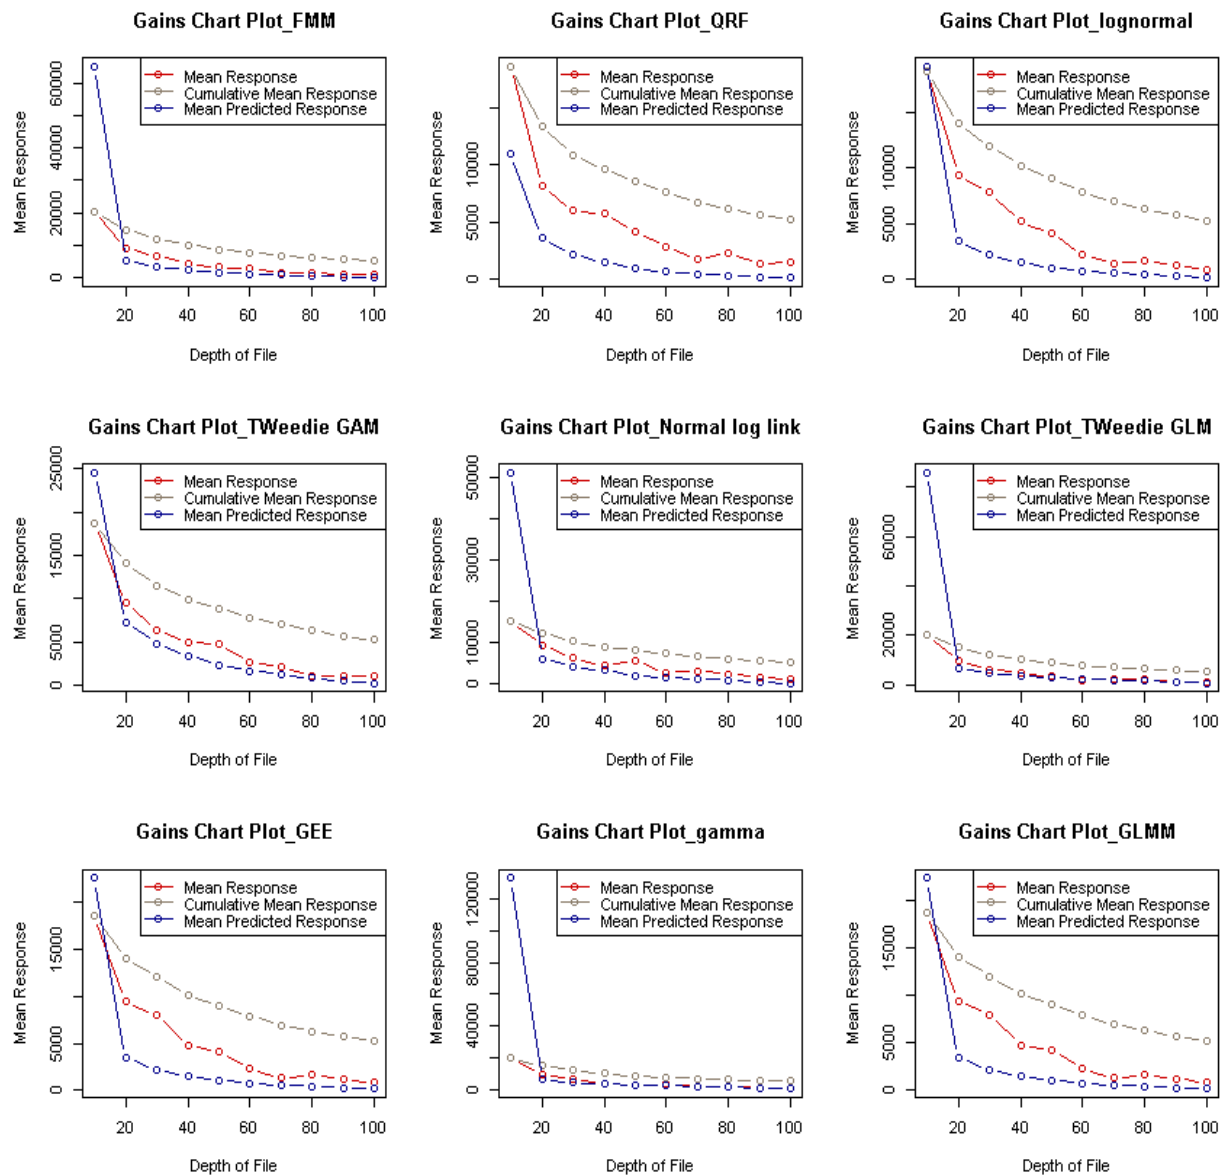 Gains Chart Plot_FMM
Mean Response
60000
40000
20000
0
Mean Response
Cumulative Mean Response
Mean Predicted Response
20 40 60 80 100
Depth of File
Gains Chart Plot_QRF
Mean Response
10000
5000
0
Mean Response
Cumulative Mean Response
Mean Predicted Response
20 40 60 80 100
Depth of File
Gains Chart Plot_lognormal
Mean Response
10000
5000
0
Mean Response
Cumulative Mean Response
Mean Predicted Response
20 40 60 80 100
Depth of File
Gains Chart Plot_TWeedie GAM
Mean Response
25000
15000
5000
0
Mean Response
Cumulative Mean Response
Mean Predicted Response
20 40 60 80 100
Depth of File
Gains Chart Plot_Normal log link
Mean Response
50000
30000
10000
0
Mean Response
Cumulative Mean Response
Mean Predicted Response
20 40 60 80 100
Depth of File
Gains Chart Plot_TWeedie GLM
Mean Response
60000
20000
0
Mean Response
Cumulative Mean Response
Mean Predicted Response
20 40 60 80 100
Depth of File
Gains Chart Plot_GEE
Mean Response
15000
5000
0
Mean Response
Cumulative Mean Response
Mean Predicted Response
20 40 60 80 100
Depth of File
Gains Chart Plot_gamma
Mean Response
120000
80000
40000
0
Mean Response
Cumulative Mean Response
Mean Predicted Response
20 40 60 80 100
Depth of File
Gains Chart Plot_GLMM
Mean Response
15000
5000
0
Mean Response
Cumulative Mean Response
Mean Predicted Response
20 40 60 80 100
Depth of File